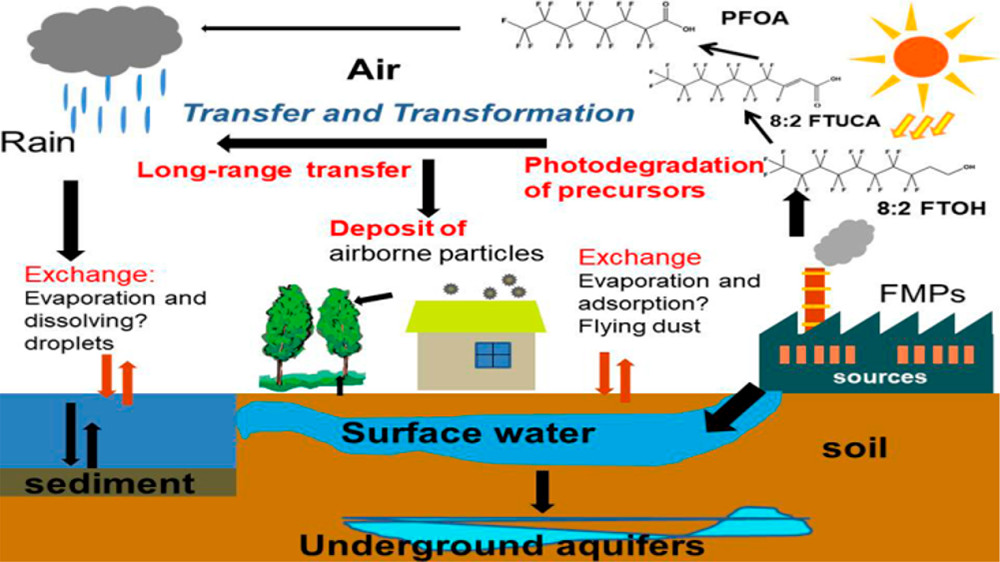 PFOA
Air
8:2 FTUCA
Transfer and Transformation
Rain
Long-range transfer
Photodegradation
of precursors
8:2 FTOH
Deposit of
airborne particles
Exchange:
Evaporation and
dissolving?
droplets
Exchange
Evaporation and
adsorption?
Flying dust
FMPs
sources
Surface water
soil
sediment
Underground aquifers